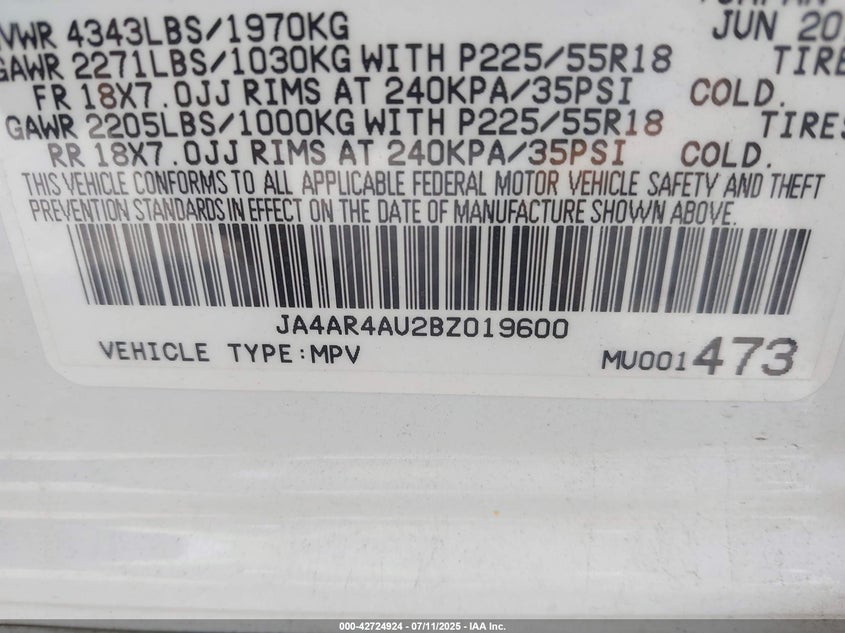 JUN 20
VWR 4343LBS/1970KG
GAWR 2271LBS/1030KG WITH P225/55R18 TIRE
FR 18X7.0JJ RIMS AT 240KPA/35PSI COLD.
GAWR 2205LBS/1000KG WITH P225/55R18 TIRES
RR 18X7.0JJ RIMS AT 240KPA/35PSI COLD.
THIS VEHICLE CONFORMS TO ALL APPLICABLE FEDERAL MOTOR VEHICLE SAFETY AND THEFT
PREVENTION STANDARDS IN EFFECT ON THE DATE OF MANUFACTURE SHOWN ABOVE.
JA4AR4AU2BZ019600
VEHICLE TYPE:MPV MU001473
000-42724924 - 07/11/2025 - IAA Inc.